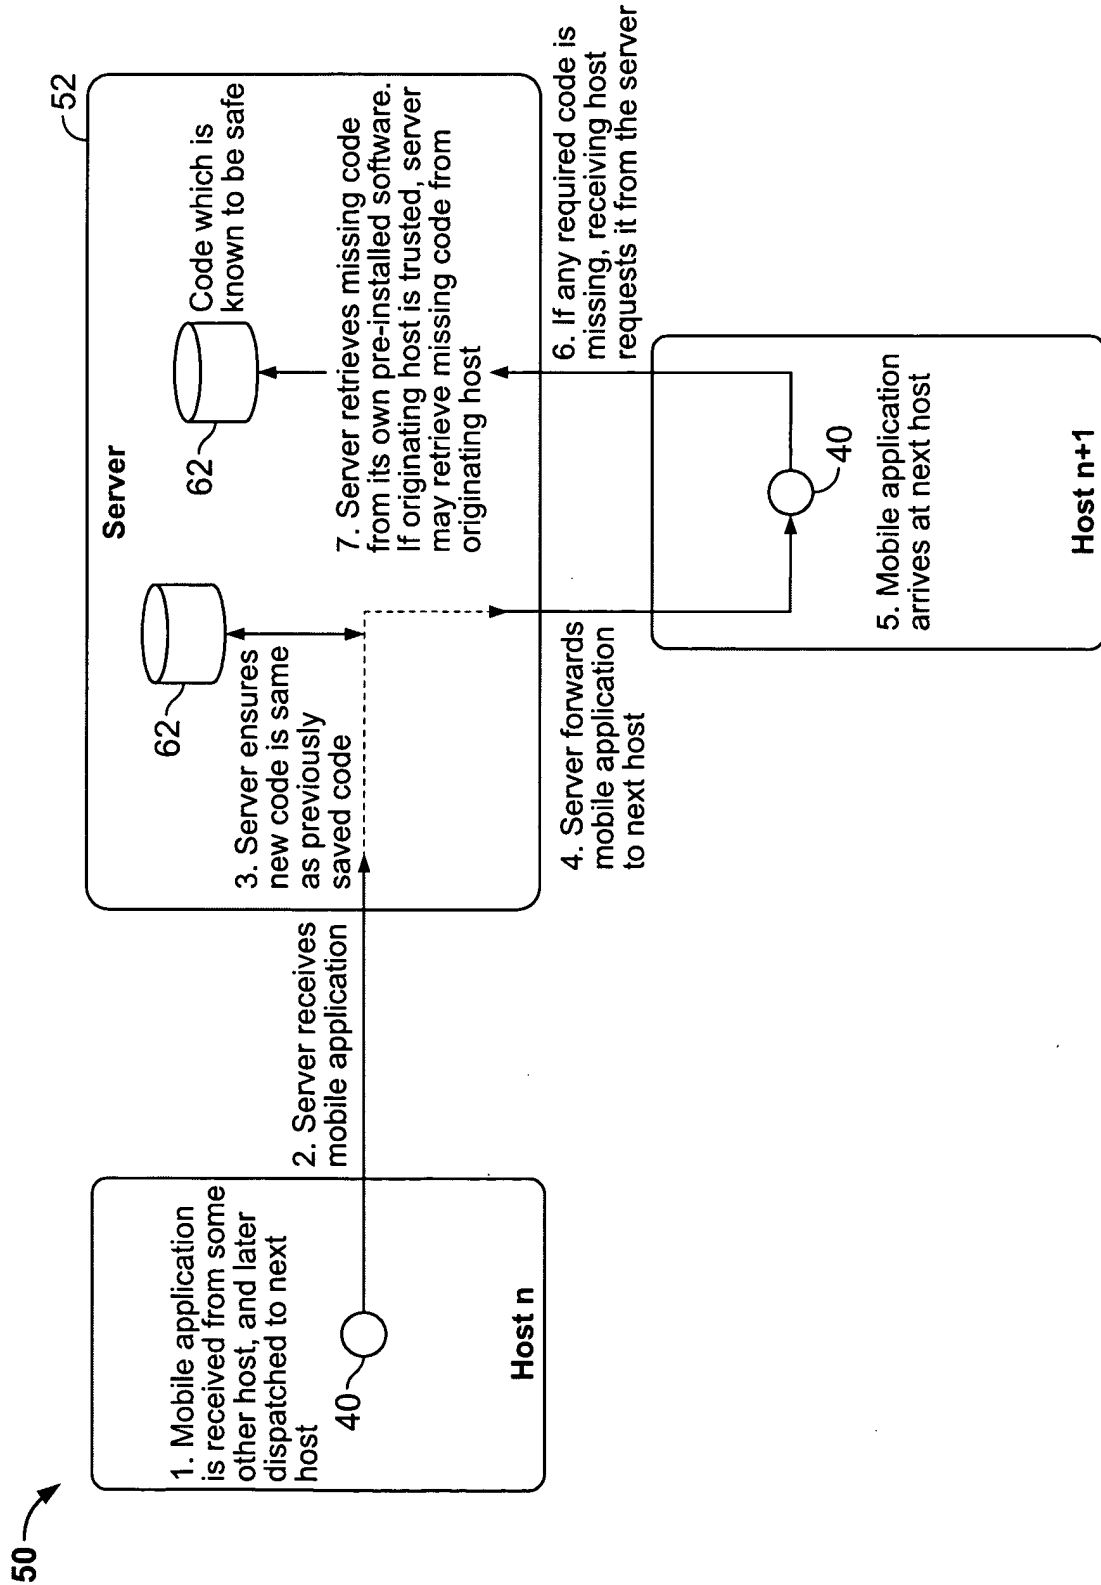 50
1. Mobile application
is received from some
other host, and later
dispatched to next
host
40
Host n
2. Server receives
mobile application
52
Server
62
3. Server ensures
new code is same
as previously
saved code
4. Server forwards
mobile application
to next host
40
5. Mobile application
arrives at next host
Host n+1
6. If any required code is
missing, receiving host
requests it from the server
7. Server retrieves missing code
from its own pre-installed software.
If originating host is trusted, server
may retrieve missing code from
originating host
62
Code which is
known to be safe